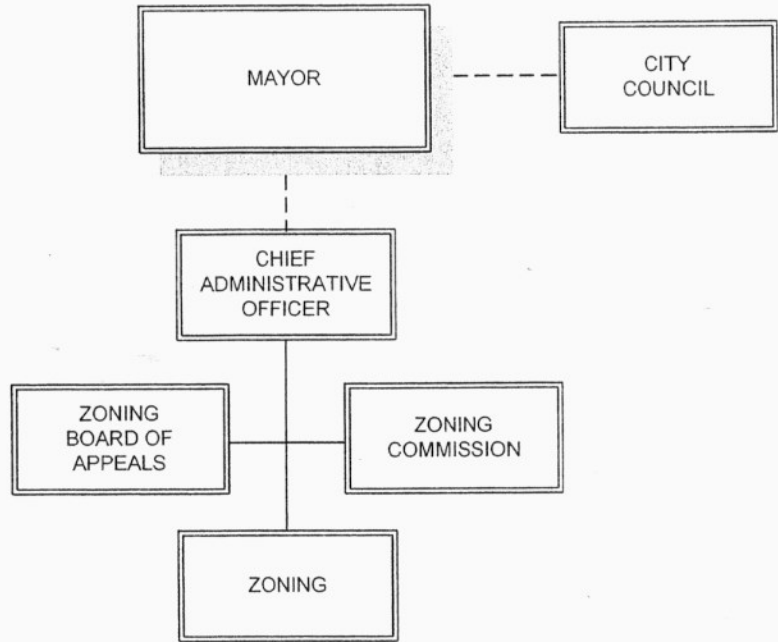 MAYOR
CITY
COUNCIL
CHIEF
ADMINISTRATIVE
OFFICER
ZONING
BOARD OF
APPEALS
ZONING
COMMISSION
ZONING